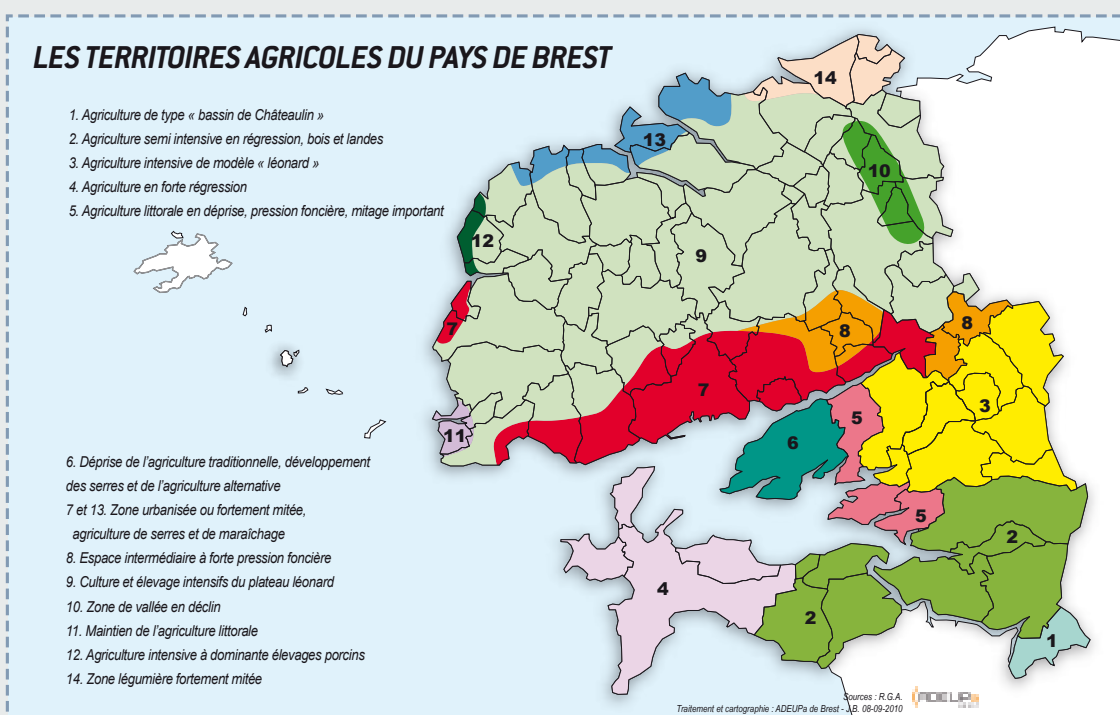 LES TERRITOIRES AGRICOLES DU PAYS DE BREST
1. Agriculture de type « bassin de Châteaulin »
2. Agriculture semi intensive en régression, bois et landes
3. Agriculture intensive de modèle « léonard »
4. Agriculture en forte régression
5. Agriculture littorale en déprise, pression foncière, mitage important
14
13
10
12
9
7
8
8
7
3
5
11
6
5
2
4
2
1
6. Déprise de l'agriculture traditionnelle, développement
des serres et de l'agriculture alternative
7 et 13. Zone urbanisée ou fortement mitée,
agriculture de serres et de maraîchage
8. Espace intermédiaire à forte pression foncière
9. Culture et élevage intensifs du plateau léonard
10. Zone de vallée en déclin
11. Maintien de l'agriculture littorale
12. Agriculture intensive à dominante élevages porcins
14. Zone légumière fortement mitée
Sources : R.G.A.
Traitement et cartographie : ADEUPa de Brest - J.B. 08-09-2010